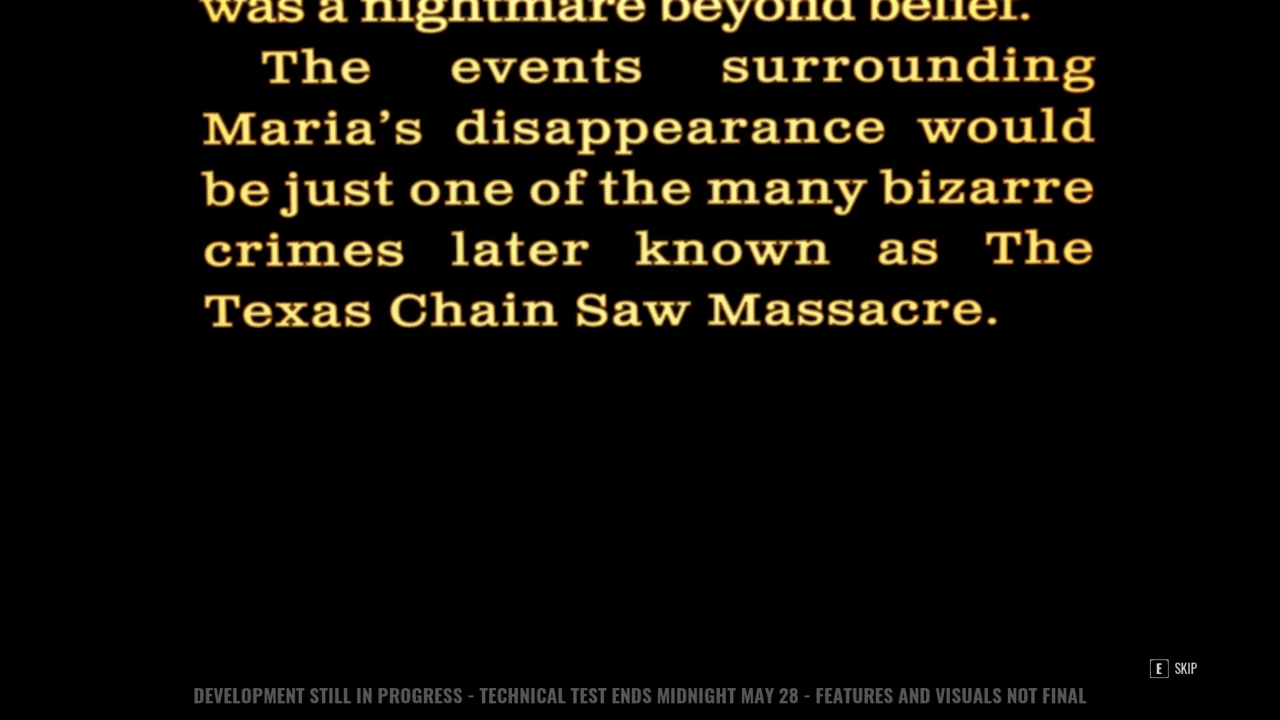 was a nightmare beyond belief.
The events surrounding
Maria’s disappearance would
be just one of the many bizarre
crimes later known as The
Texas Chain Saw Massacre.
E SKIP
DEVELOPMENT STILL IN PROGRESS - TECHNICAL TEST ENDS MIDNIGHT MAY 28 - FEATURES AND VISUALS NOT FINAL